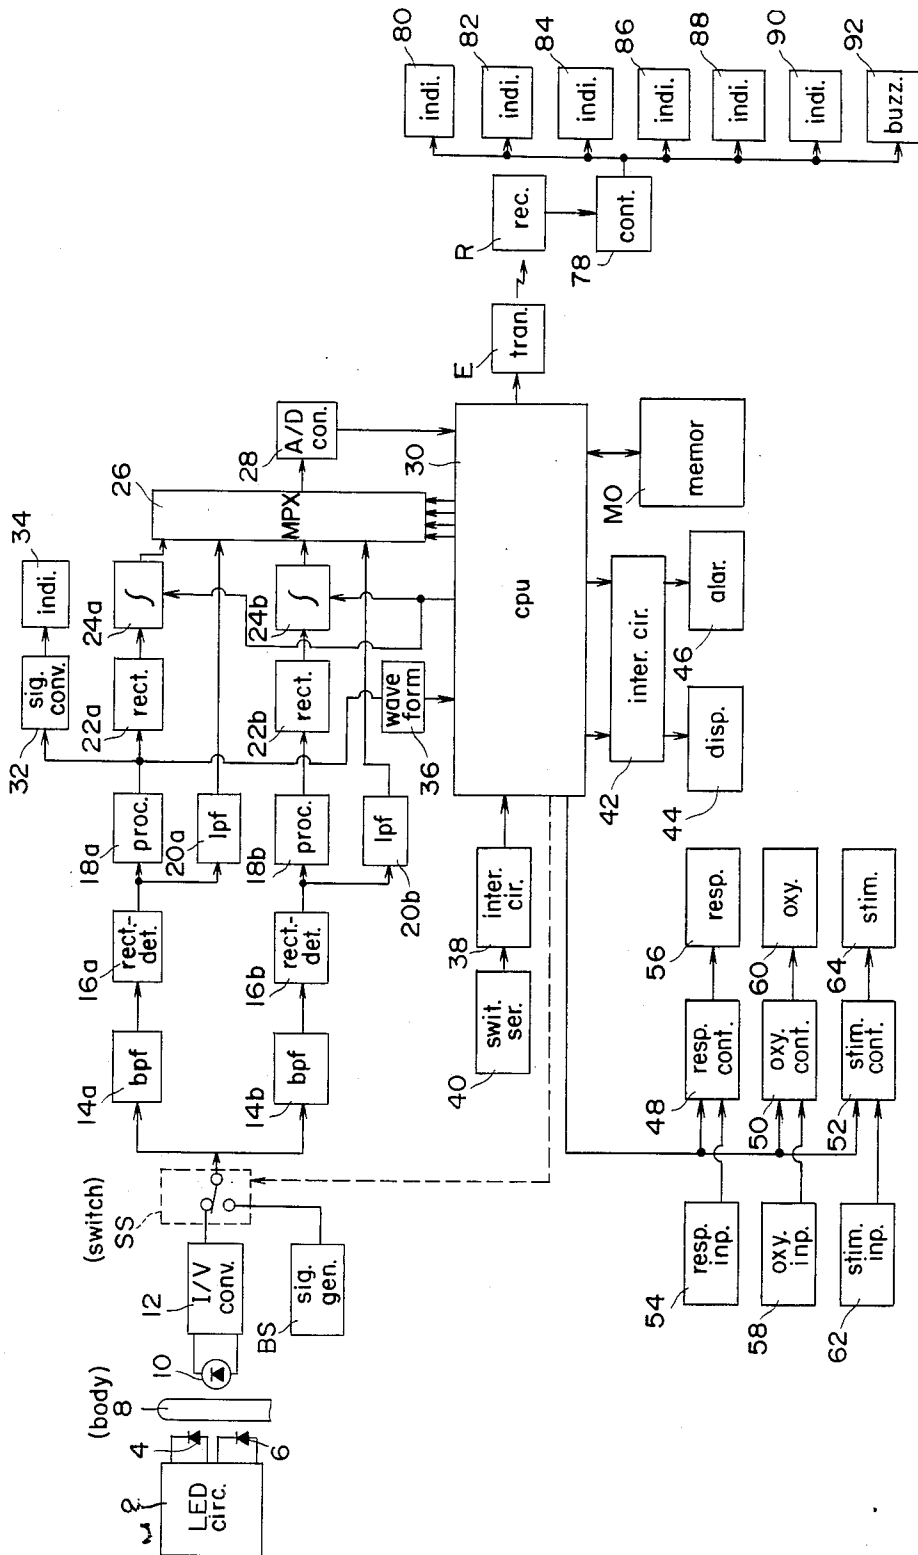 2
LED
circ.
4
6
(body)
8
10
12
I/V
conv.
BS
sig.
gen.
(switch)
SS
14a
bpf
14b
bpf
16a
rect.-
det.
16b
rect.-
det.
18a
proc.
20a
lpf
18b
proc.
20b
lpf
32
sig.
conv.
34
indi.
22a
rect.
24a
∫
22b
rect.
24b
∫
36
wave
form
26
MPX
28
A/D
con.
30
cpu
40
swit.
ser.
38
inter.
cir.
42
inter. cir.
44
disp.
46
alar.
MO
memor
E
tran.
R
rec.
78
cont.
80
indi.
82
indi.
84
indi.
86
indi.
88
indi.
90
indi.
92
buzz.
54
resp.
inp.
48
resp.
cont.
56
resp.
58
oxy.
inp.
50
oxy.
cont.
60
oxy.
62
stim.
inp.
52
stim.
cont.
64
stim.